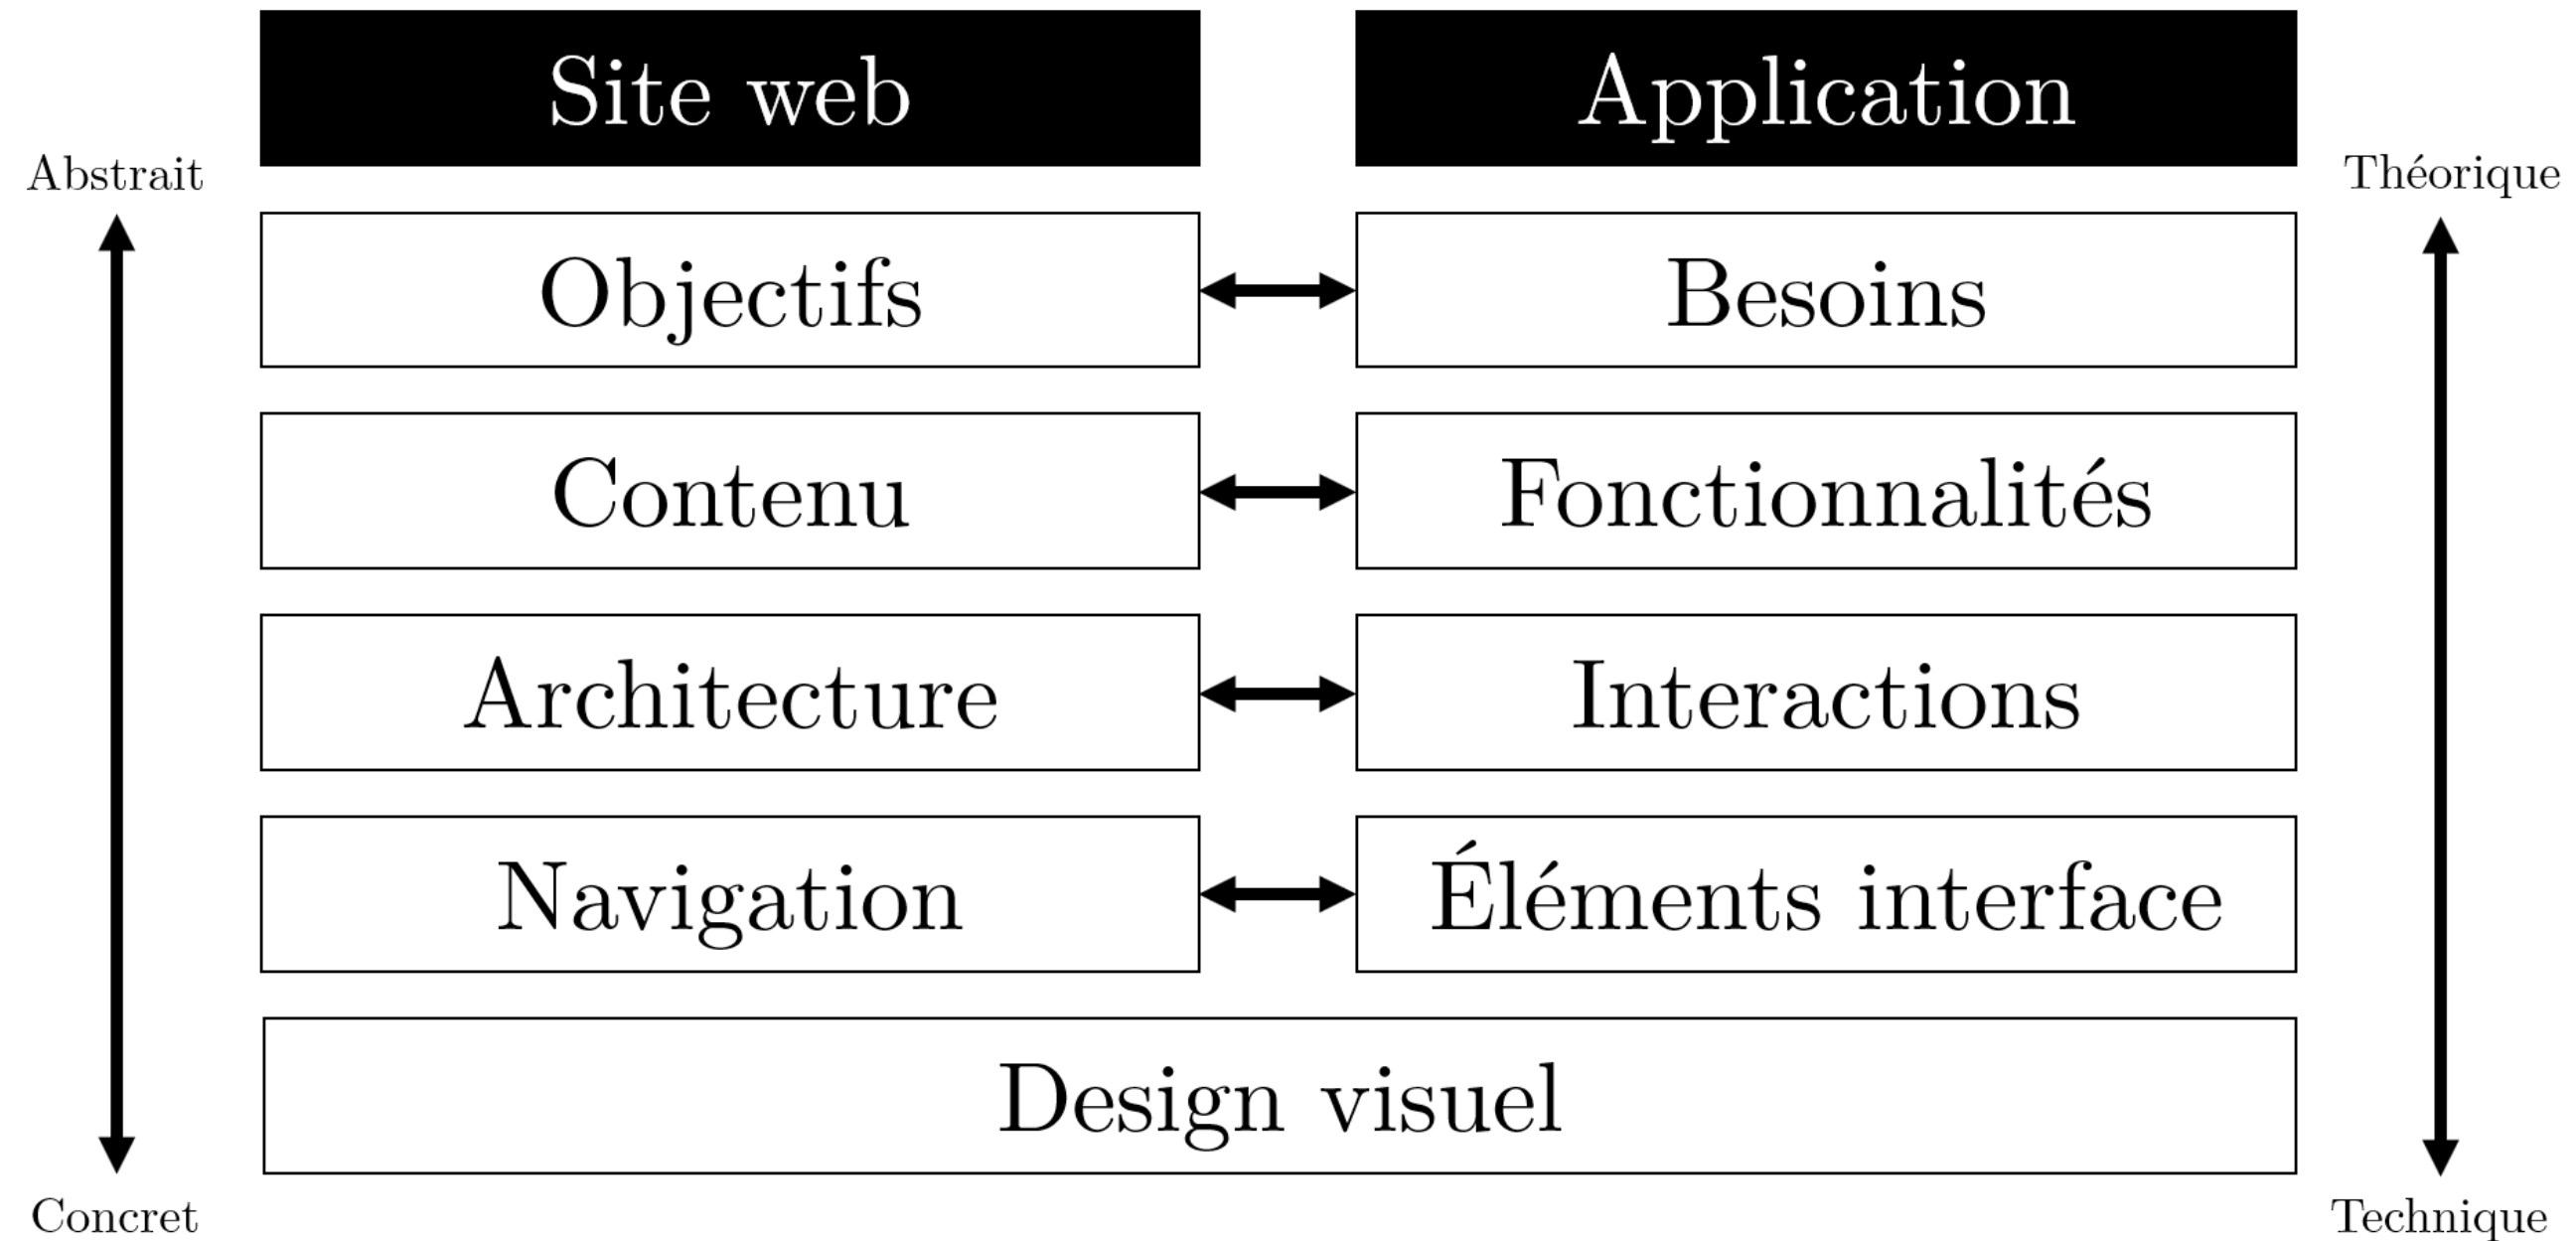 Site web
Application
Abstrait
Théorique
Objectifs
Besoins
Contenu
Fonctionnalités
Architecture
Interactions
Navigation
Éléments interface
Design visuel
Concret
Technique